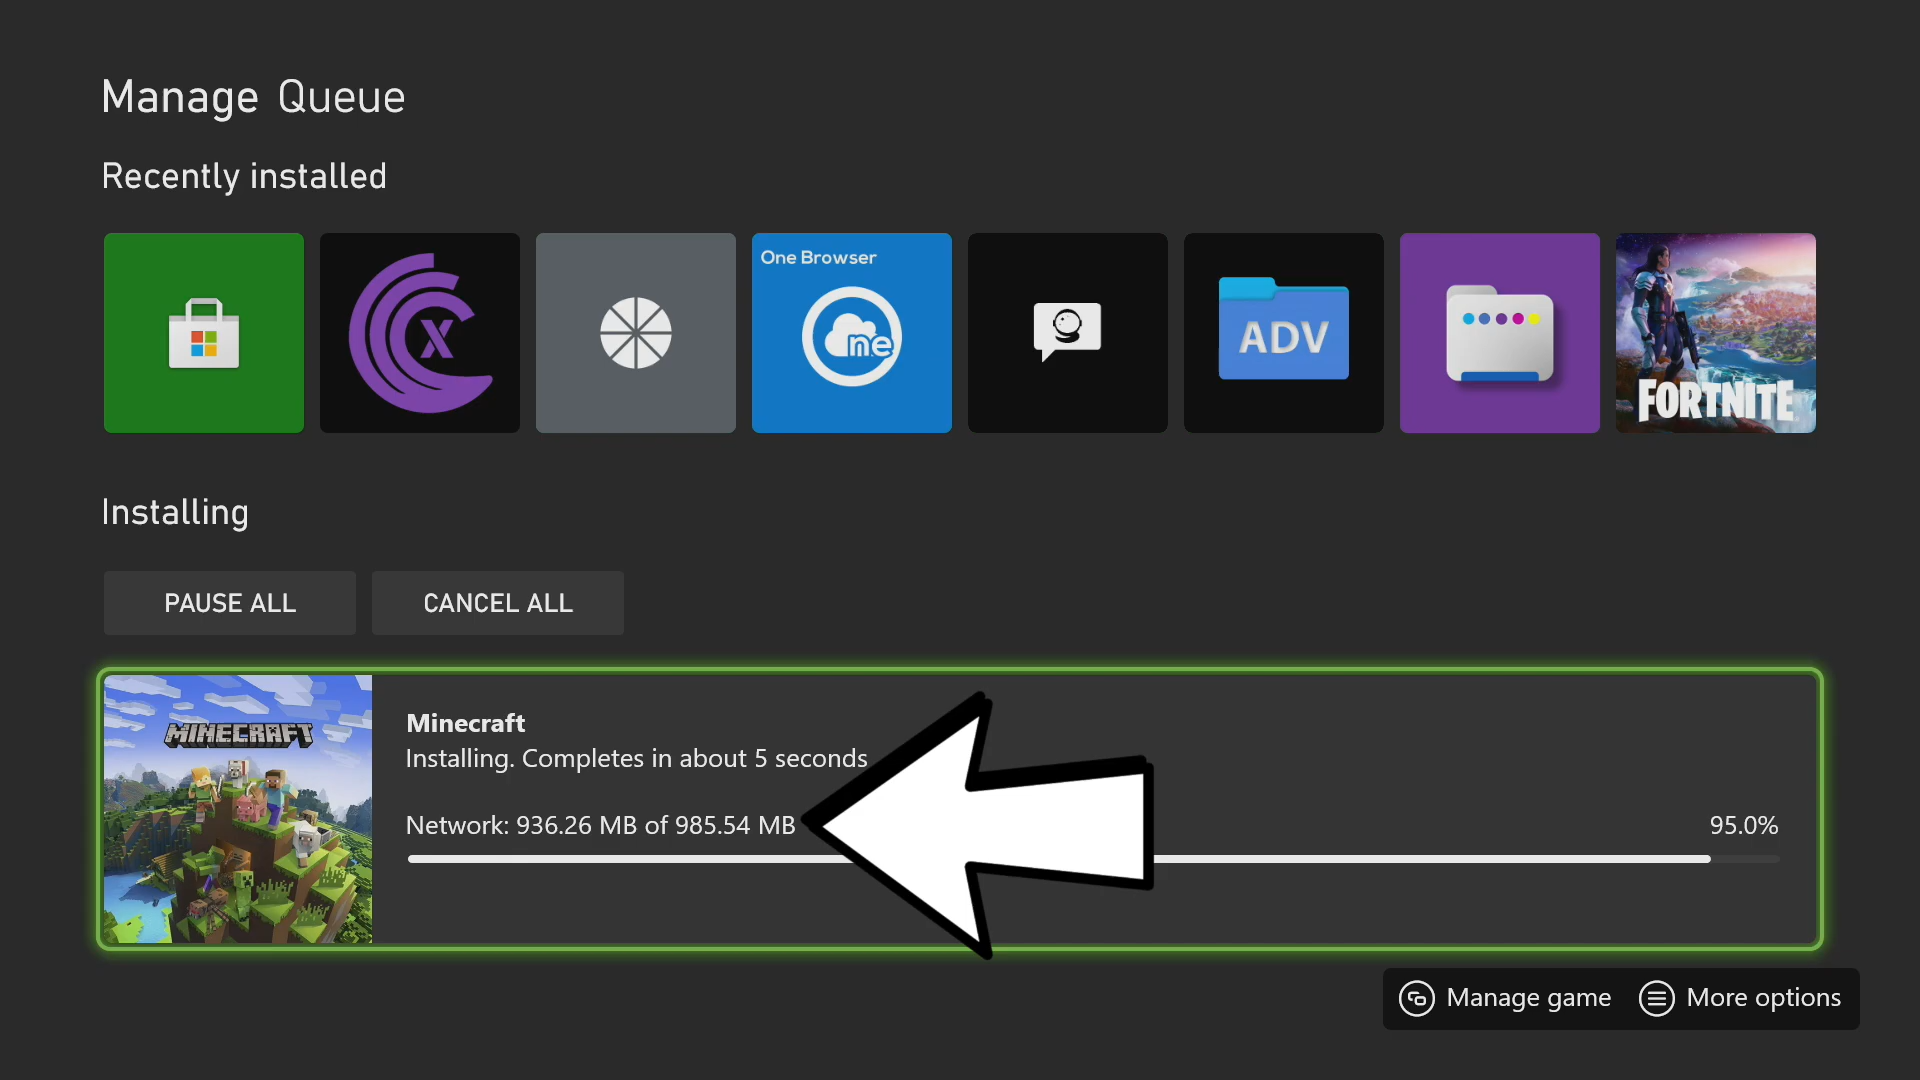 Manage Queue
Recently installed
One Browser
ne
X
ADV
FORTNITE
Installing
PAUSE ALL
CANCEL ALL
MINECRAFT
Minecraft
Installing. Completes in about 5 seconds
Network: 936.26 MB of 985.54 MB
95.0%
Manage game
More options